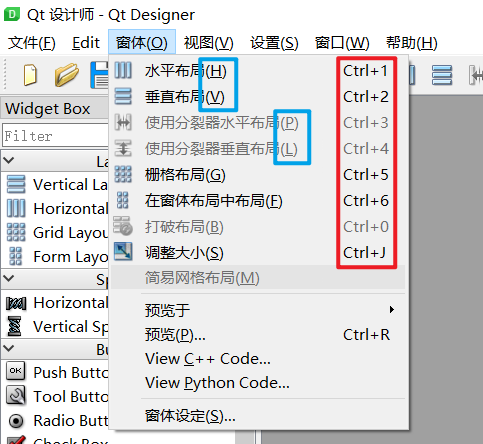 Qt 设计师 - Qt Designer
文件(F) Edit 窗体(O) 视图(V) 设置(S) 窗口(W) 帮助(H)
水平布局(H) Ctrl+1
垂直布局(V) Ctrl+2
使用分裂器水平布局(P) Ctrl+3
使用分裂器垂直布局(L) Ctrl+4
栅格布局(G) Ctrl+5
在窗体布局中布局(F) Ctrl+6
打破布局(B) Ctrl+0
调整大小(S) Ctrl+J
简易网格布局(M)
预览于
预览(P)... Ctrl+R
View C++ Code...
View Python Code...
窗体设定(S)...
Widget Box
Filter
La
Vertical La
Horizontal
Grid Layou
Form Layou
Sp
Horizontal
Vertical Sp
Bu
OK
Push Butto
Tool Butto
Radio Butt
Check Box